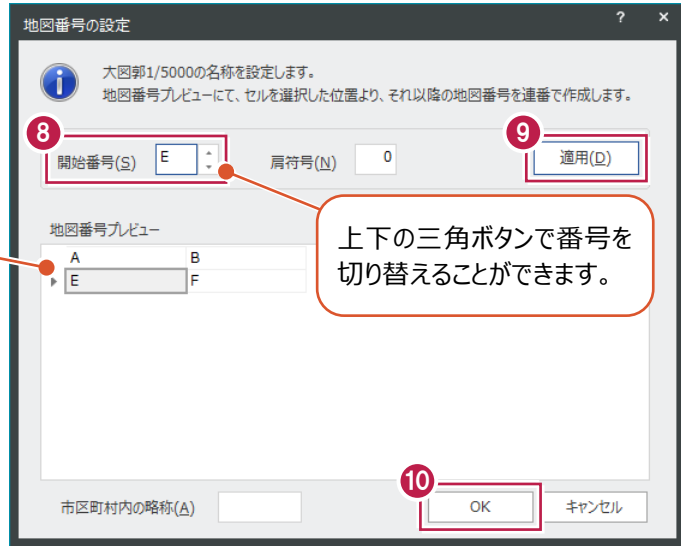 地図番号の設定
? ×
大図郭1/5000の名称を設定します。
地図番号プレビューにて、セルを選択した位置より、それ以降の地図番号を連番で作成します。
8
9
開始番号(S) E 肩符号(N) 0 適用(D)
上下の三角ボタンで番号を
切り替えることができます。
地図番号プレビュー
A B
E F
10
市区町村内の略称(A) OK キャンセル